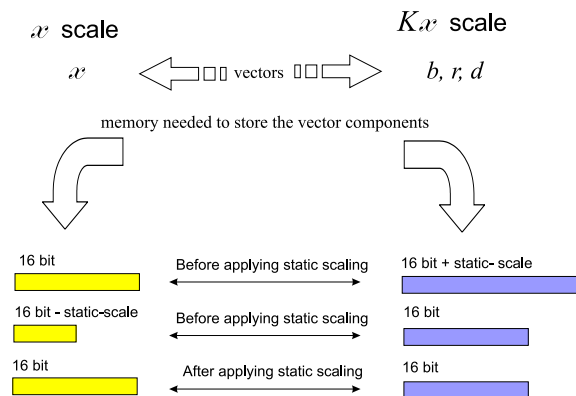 x scale
Kx scale
x
vectors
b, r, d
memory needed to store the vector components
16 bit
Before applying static scaling
16 bit + static- scale
16 bit - static-scale
Before applying static scaling
16 bit
16 bit
After applying static scaling
16 bit